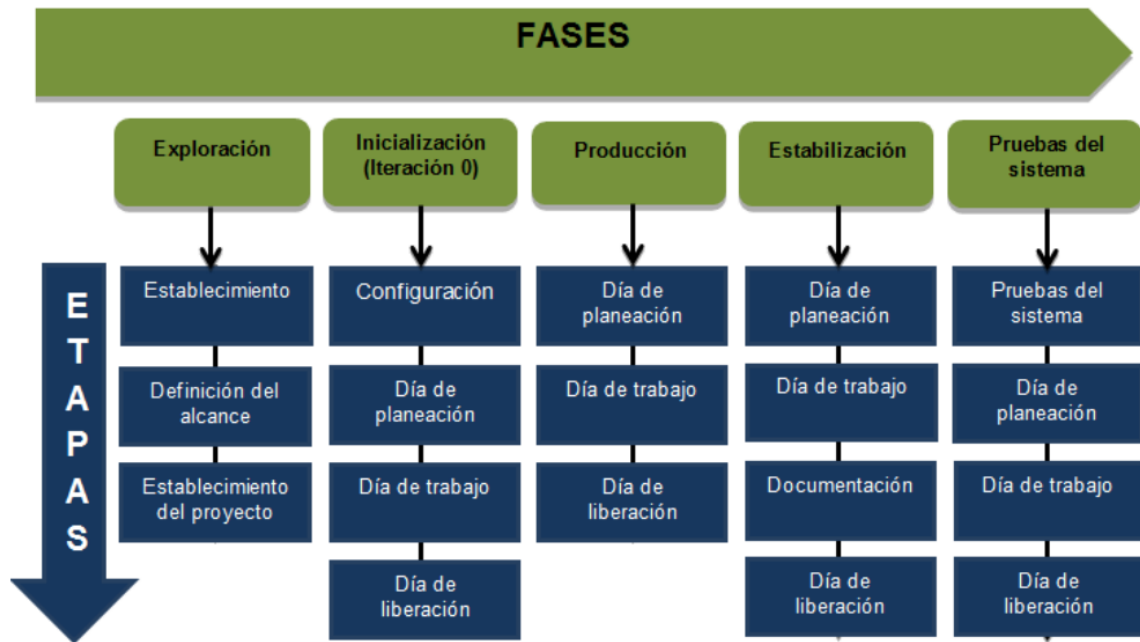 FASES
Exploración
Inicialización
(Iteración 0)
Producción
Estabilización
Pruebas del
sistema
ETAPAS
Establecimiento
Definición del
alcance
Establecimiento
del proyecto
Configuración
Día de
planeación
Día de trabajo
Día de
liberación
Día de
planeación
Día de trabajo
Día de
liberación
Día de
planeación
Día de trabajo
Documentación
Día de
liberación
Pruebas del
sistema
Día de
planeación
Día de trabajo
Día de
liberación